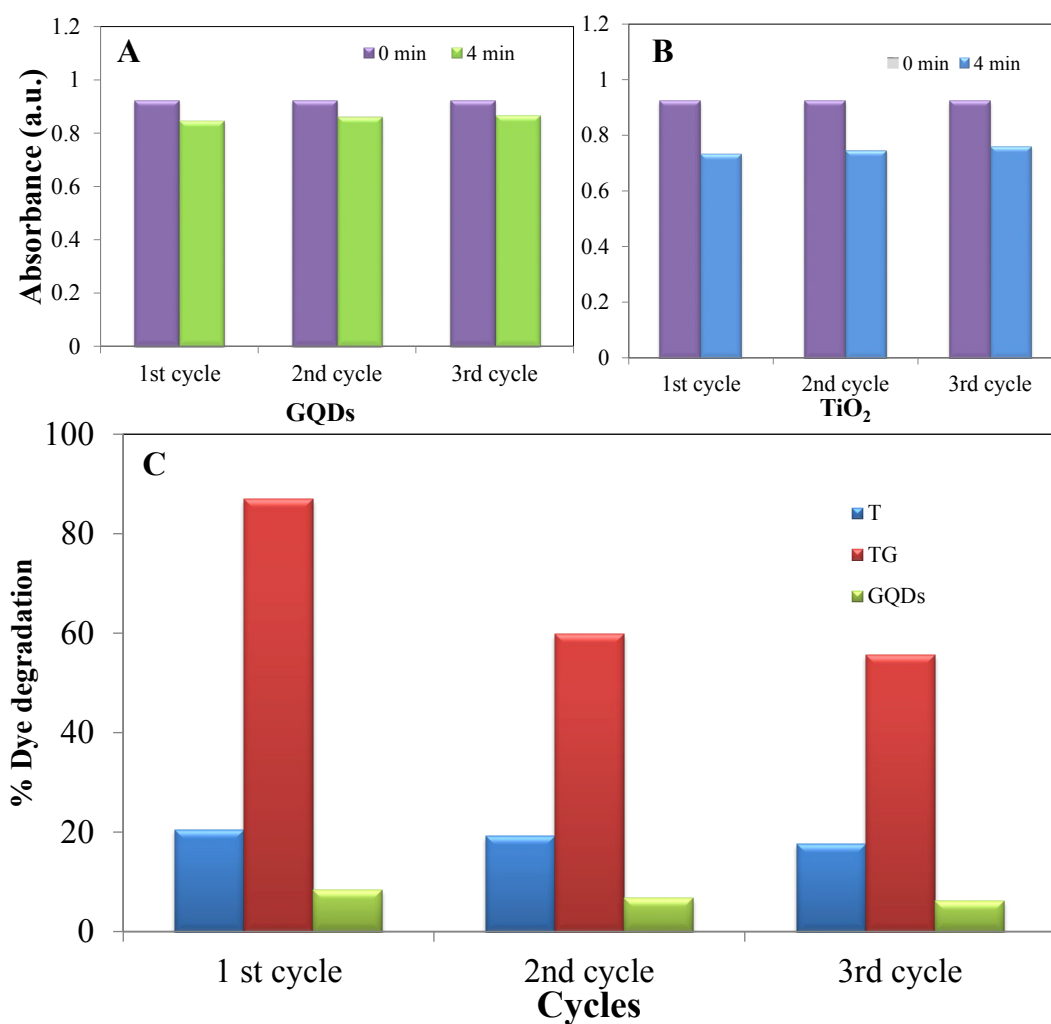 A
0 min
4 min
Absorbance (a.u.)
1.2
1
0.8
0.6
0.4
0.2
0
1st cycle
2nd cycle
3rd cycle
GQDs
B
0 min
4 min
1.2
1
0.8
0.6
0.4
0.2
0
1st cycle
2nd cycle
3rd cycle
TiO₂
C
T
TG
GQDs
% Dye degradation
100
80
60
40
20
0
1 st cycle
2nd cycle
3rd cycle
Cycles